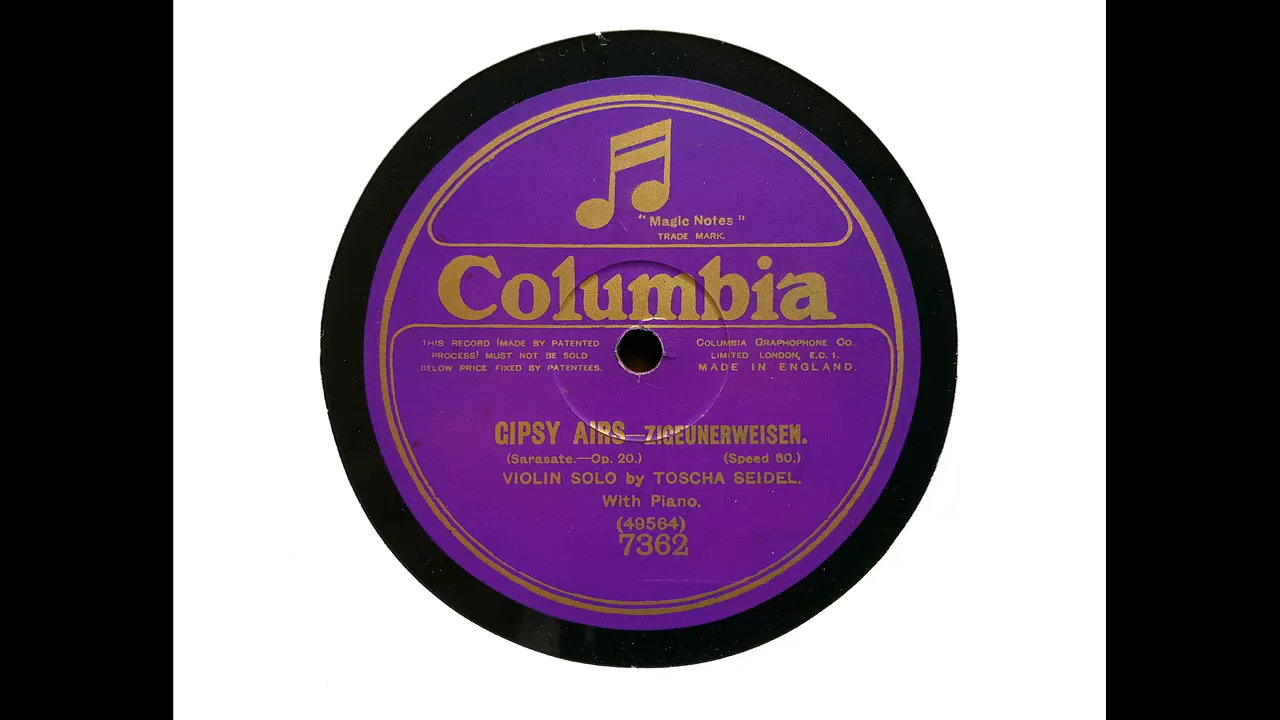 "Magic Notes"
TRADE MARK.
Columbia
THIS RECORD (MADE BY PATENTED
PROCESS) MUST NOT BE SOLD
BELOW PRICE FIXED BY PATENTEES.
COLUMBIA GRAPHOPHONE CO.,
LIMITED LONDON, E.C.1.
MADE IN ENGLAND.
GIPSY AIRS—ZIGEUNERWEISEN.
(Sarasate.—Op. 20.) (Speed 80.)
VIOLIN SOLO by TOSCHA SEIDEL.
With Piano.
(49564)
7362